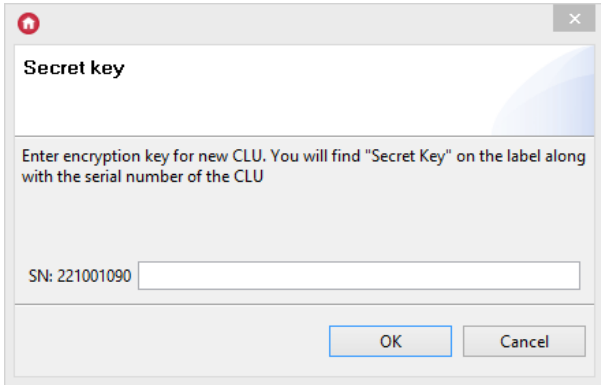 Secret key
Enter encryption key for new CLU. You will find "Secret Key" on the label along
with the serial number of the CLU
SN: 221001090
OK Cancel